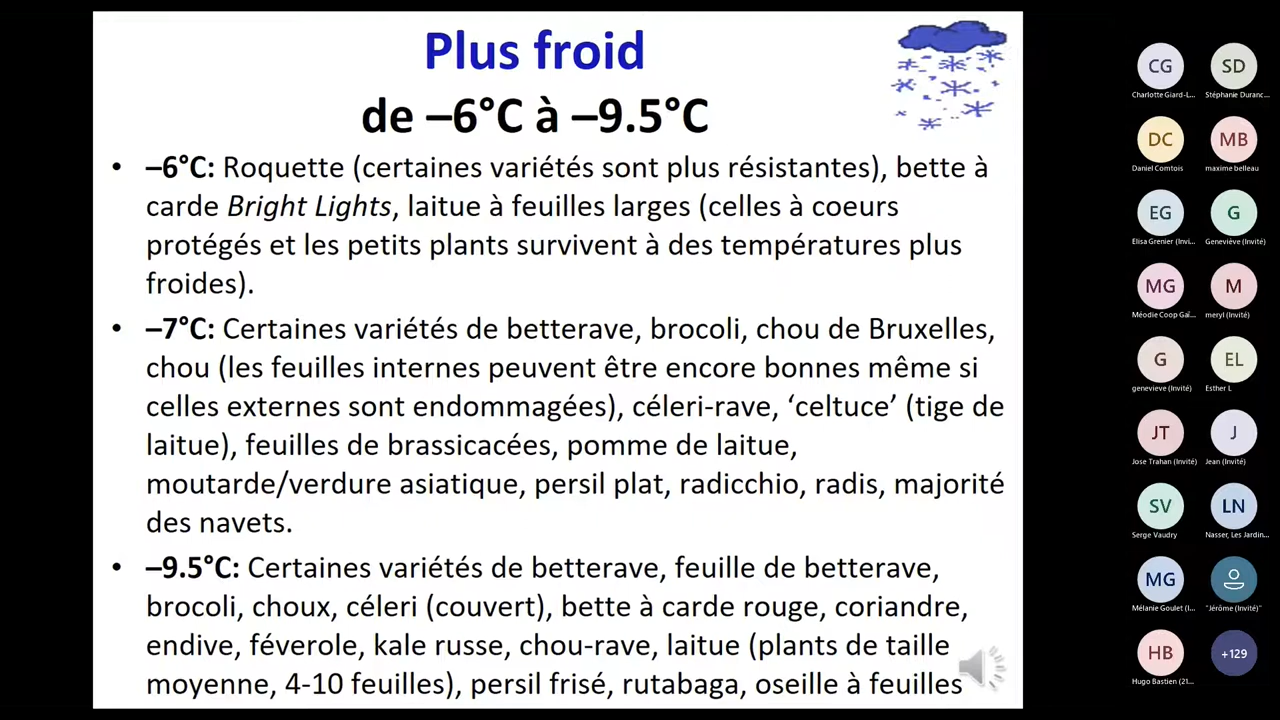 Plus froid
de –6°C à –9.5°C
• –6°C: Roquette (certaines variétés sont plus résistantes), bette à
carde Bright Lights, laitue à feuilles larges (celles à coeurs
protégés et les petits plants survivent à des températures plus
froides).
• –7°C: Certaines variétés de betterave, brocoli, chou de Bruxelles,
chou (les feuilles internes peuvent être encore bonnes même si
celles externes sont endommagées), céleri-rave, ‘celtuce’ (tige de
laitue), feuilles de brassicacées, pomme de laitue,
moutarde/verdure asiatique, persil plat, radicchio, radis, majorité
des navets.
• –9.5°C: Certaines variétés de betterave, feuille de betterave,
brocoli, choux, céleri (couvert), bette à carde rouge, coriandre,
endive, féverole, kale russe, chou-rave, laitue (plants de taille
moyenne, 4-10 feuilles), persil frisé, rutabaga, oseille à feuilles
CG SD
Charlotte Giard-L... Stéphanie Duranc...
DC MB
Daniel Comtois maxime belleau
EG G
Elisa Grenier (Invi... Geneviève (Invité)
MG M
Méodie Coop Gaï... meryl (Invité)
G EL
genevieve (Invité) Esther L
JT J
Jose Trahan (Invité) Jean (Invité)
SV LN
Serge Vaudry Nasser, Les Jardin...
MG
Mélanie Goulet (I... "Jérôme (Invité)"
HB +129
Hugo Bastien (21...